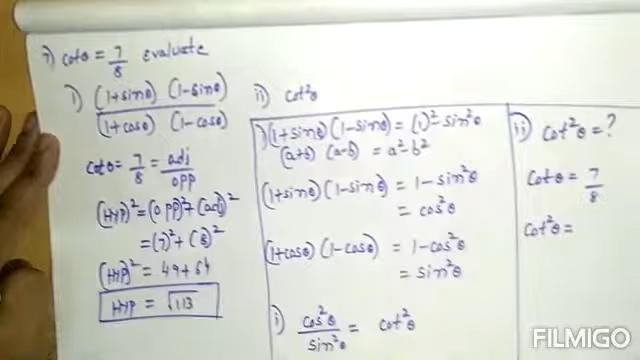 7) cotθ = 7/8 evaluate
i) (1+sinθ) (1-sinθ) / (1+cosθ) (1-cosθ)
ii) cot²θ
cotθ = 7/8 = adj/opp
(HYP)² = (opp)² + (adj)²
= (7)² + (8)²
(HYP)² = 49+64
HYP = √113
i) (1+sinθ) (1-sinθ) = (1)² - sin²θ
(a+b) (a-b) = a²-b²
(1+sinθ) (1-sinθ) = 1-sin²θ
= cos²θ
(1+cosθ) (1-cosθ) = 1-cos²θ
= sin²θ
i) cos²θ/sin²θ = cot²θ
ii) cot²θ = ?
cotθ = 7/8
cot²θ =
FILMIGO